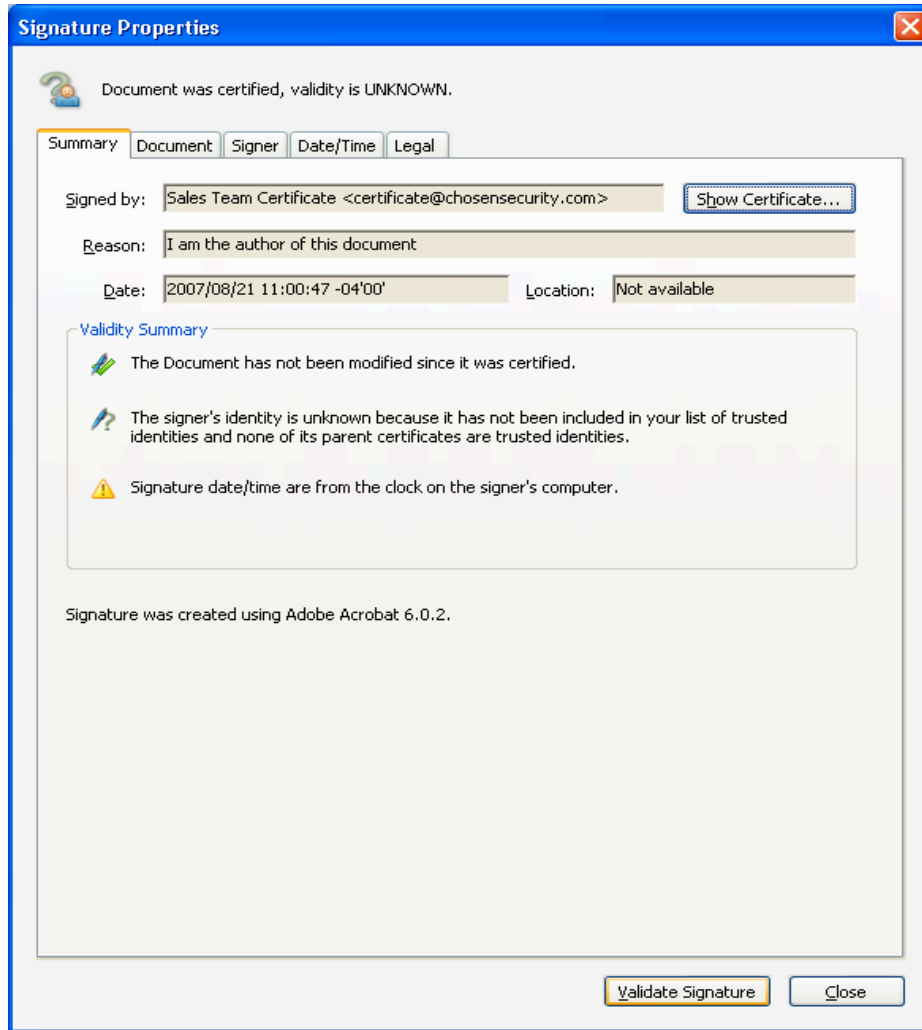 Signature Properties
Document was certified, validity is UNKNOWN.
Summary Document Signer Date/Time Legal
Signed by: Sales Team Certificate <certificate@chosensecurity.com> Show Certificate...
Reason: I am the author of this document
Date: 2007/08/21 11:00:47 -04'00' Location: Not available
Validity Summary
The Document has not been modified since it was certified.
The signer's identity is unknown because it has not been included in your list of trusted
identities and none of its parent certificates are trusted identities.
Signature date/time are from the clock on the signer's computer.
Signature was created using Adobe Acrobat 6.0.2.
Validate Signature Close